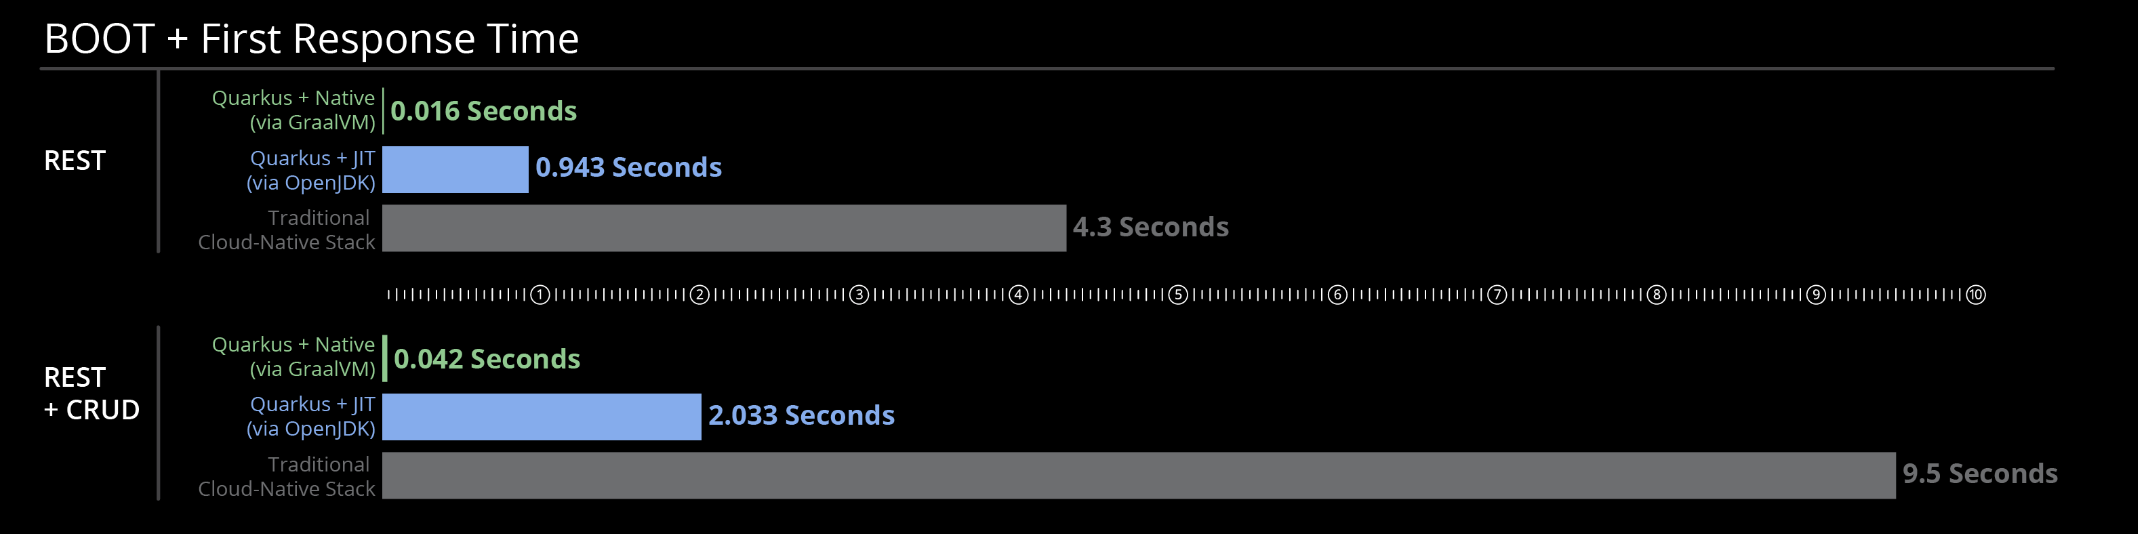 BOOT + First Response Time
REST
Quarkus + Native
(via GraalVM)
0.016 Seconds
Quarkus + JIT
(via OpenJDK)
0.943 Seconds
Traditional
Cloud-Native Stack
4.3 Seconds
1 2 3 4 5 6 7 8 9 10
REST
+ CRUD
Quarkus + Native
(via GraalVM)
0.042 Seconds
Quarkus + JIT
(via OpenJDK)
2.033 Seconds
Traditional
Cloud-Native Stack
9.5 Seconds